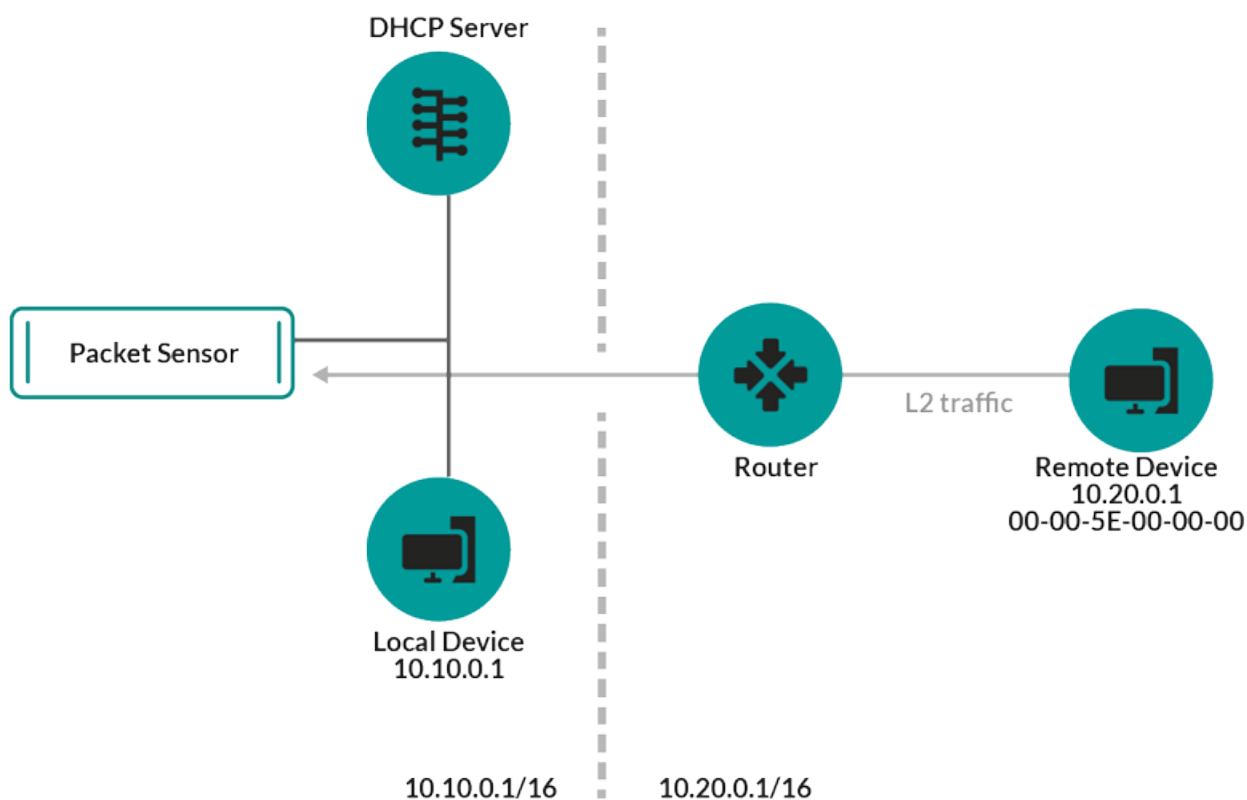 DHCP Server
Packet Sensor
L2 traffic
Router
Remote Device
10.20.0.1
00-00-5E-00-00-00
Local Device
10.10.0.1
10.10.0.1/16
10.20.0.1/16